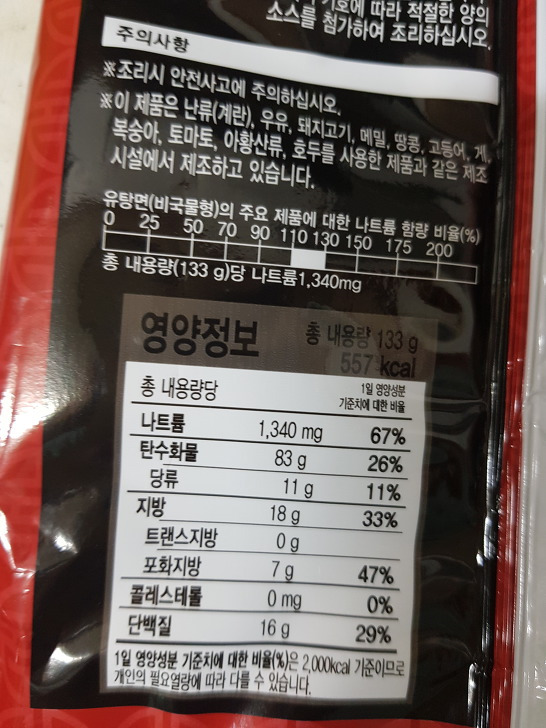 기호에 따라 적절한 양의
소스를 첨가하여 조리하십시오.
주의사항
※조리시 안전사고에 주의하십시오.
※이 제품은 난류(계란), 우유, 돼지고기, 메밀, 땅콩, 고등어, 게,
복숭아, 토마토, 아황산류, 호두를 사용한 제품과 같은 제조
시설에서 제조하고 있습니다.
유탕면(비국물형)의 주요 제품에 대한 나트륨 함량 비율(%)
0 25 50 70 90 110 130 150 175 200
총 내용량(133 g)당 나트륨1,340mg
영양정보 총 내용량 133 g
557 kcal
총 내용량당 1일 영양성분
기준치에 대한 비율
나트륨 1,340 mg 67%
탄수화물 83 g 26%
당류 11 g 11%
지방 18 g 33%
트랜스지방 0 g
포화지방 7 g 47%
콜레스테롤 0 mg 0%
단백질 16 g 29%
1일 영양성분 기준치에 대한 비율(%)은 2,000kcal 기준이므로
개인의 필요열량에 따라 다를 수 있습니다.